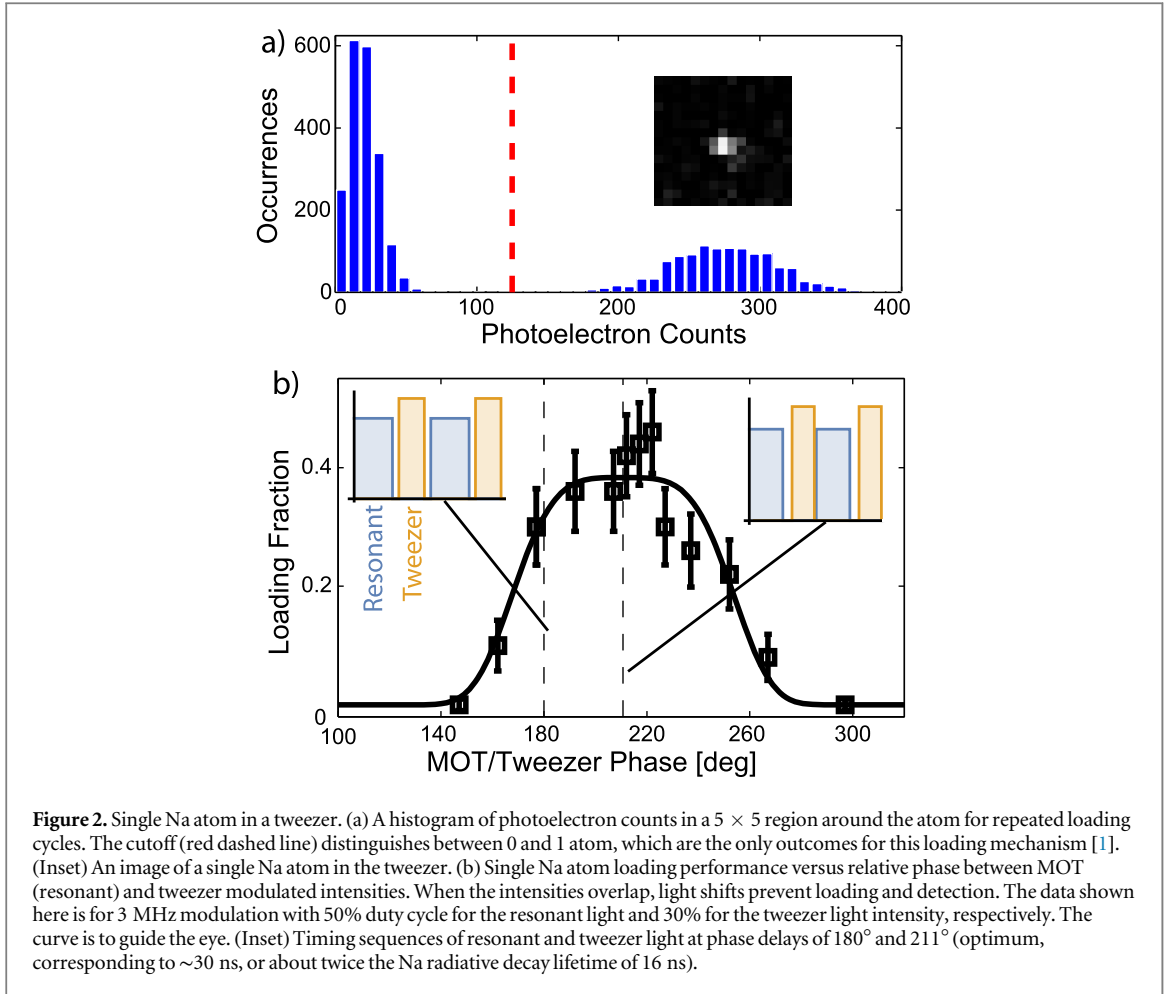 a)
600
400
200
0
Occurrences
0 100 200 300 400
Photoelectron Counts
b)
0.4
0.2
0
Loading Fraction
Resonant
Tweezer
100 140 180 220 260 300
MOT/Tweezer Phase [deg]
Figure 2. Single Na atom in a tweezer. (a) A histogram of photoelectron counts in a 5 × 5 region around the atom for repeated loading
cycles. The cutoff (red dashed line) distinguishes between 0 and 1 atom, which are the only outcomes for this loading mechanism [1].
(Inset) An image of a single Na atom in the tweezer. (b) Single Na atom loading performance versus relative phase between MOT
(resonant) and tweezer modulated intensities. When the intensities overlap, light shifts prevent loading and detection. The data shown
here is for 3 MHz modulation with 50% duty cycle for the resonant light and 30% for the tweezer light intensity, respectively. The
curve is to guide the eye. (Inset) Timing sequences of resonant and tweezer light at phase delays of 180° and 211° (optimum,
corresponding to ~30 ns, or about twice the Na radiative decay lifetime of 16 ns).